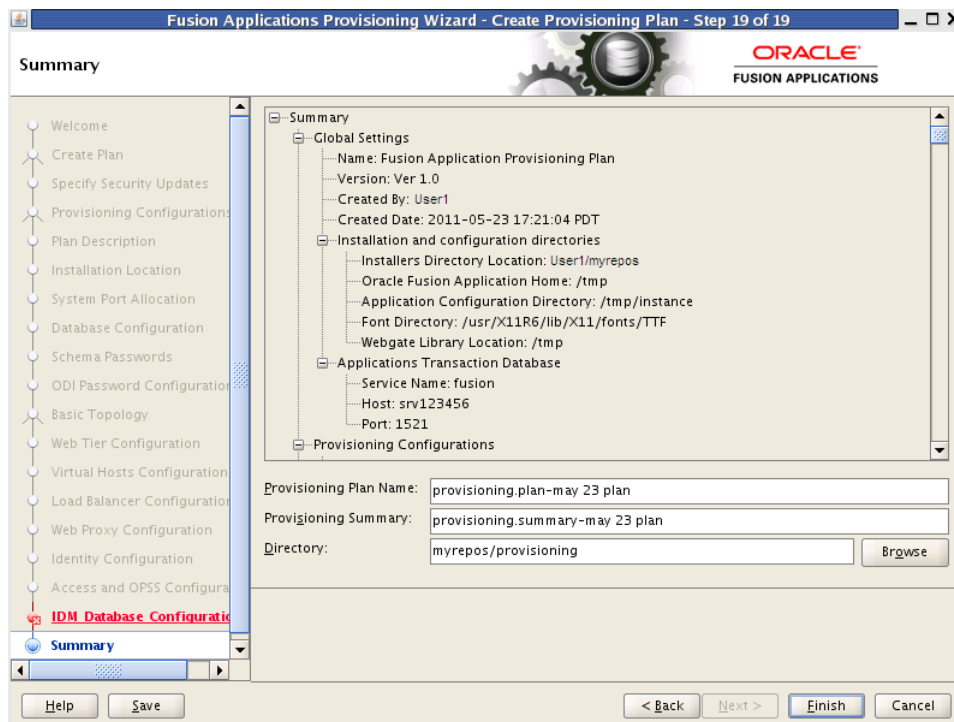 Fusion Applications Provisioning Wizard - Create Provisioning Plan - Step 19 of 19
Summary
ORACLE
FUSION APPLICATIONS
Welcome
Create Plan
Specify Security Updates
Provisioning Configurations
Plan Description
Installation Location
System Port Allocation
Database Configuration
Schema Passwords
ODI Password Configuration
Basic Topology
Web Tier Configuration
Virtual Hosts Configuration
Load Balancer Configuration
Web Proxy Configuration
Identity Configuration
Access and OPSS Configura
IDM Database Configuratio
Summary
Summary
Global Settings
Name: Fusion Application Provisioning Plan
Version: Ver 1.0
Created By: User1
Created Date: 2011-05-23 17:21:04 PDT
Installation and configuration directories
Installers Directory Location: User1/myrepos
Oracle Fusion Application Home: /tmp
Application Configuration Directory: /tmp/instance
Font Directory: /usr/X11R6/lib/X11/fonts/TTF
Webgate Library Location: /tmp
Applications Transaction Database
Service Name: fusion
Host: srv123456
Port: 1521
Provisioning Configurations
Provisioning Plan Name: provisioning.plan-may 23 plan
Provisioning Summary: provisioning.summary-may 23 plan
Directory: myrepos/provisioning Browse
Help Save < Back Next > Finish Cancel